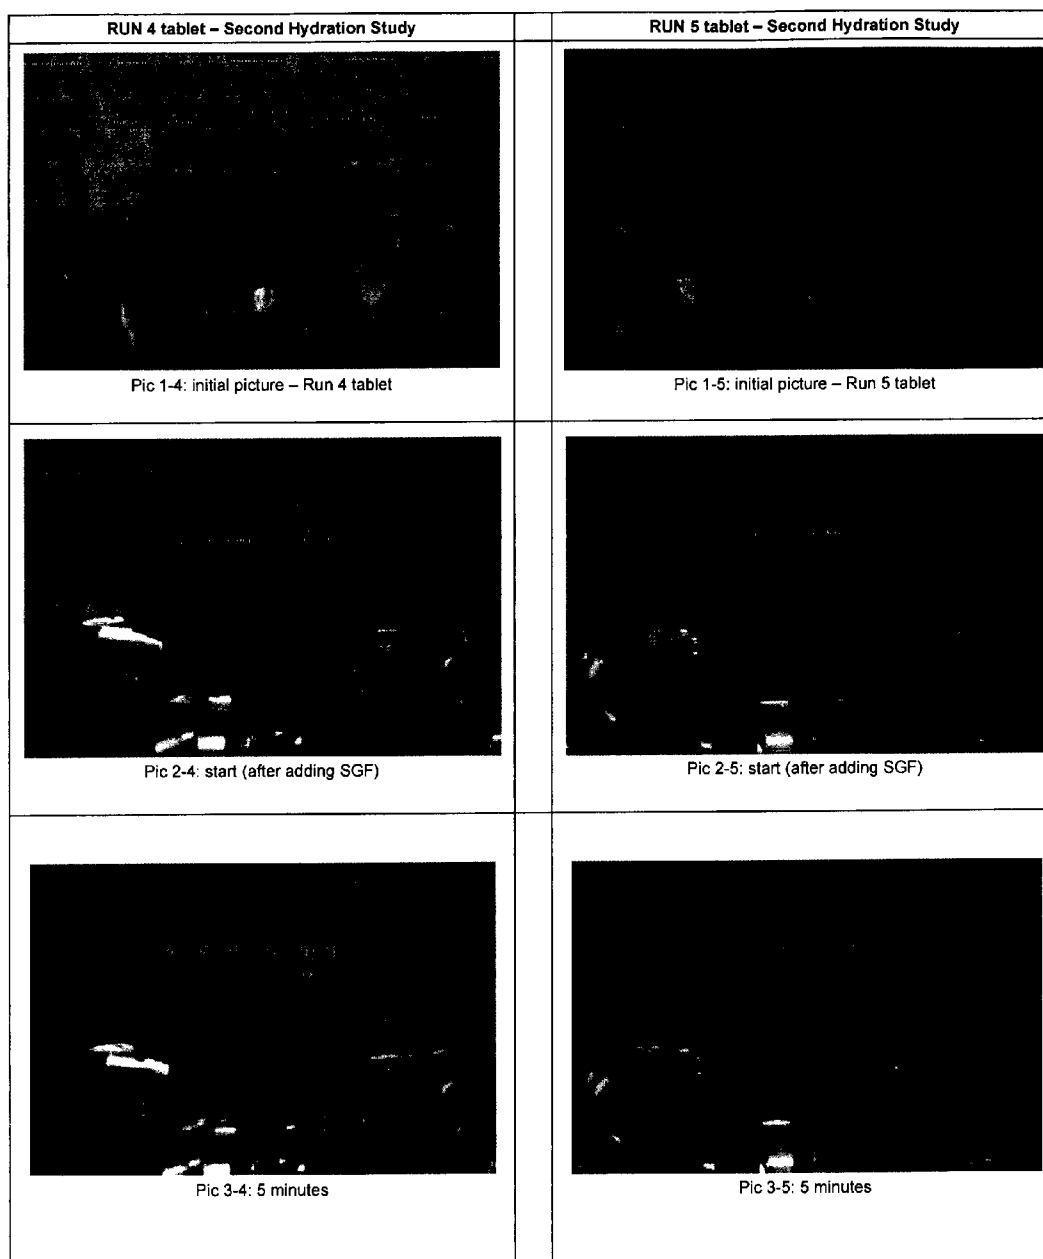 RUN 4 tablet – Second Hydration Study
RUN 5 tablet – Second Hydration Study
Pic 1-4: initial picture – Run 4 tablet
Pic 1-5: initial picture – Run 5 tablet
Pic 2-4: start (after adding SGF)
Pic 2-5: start (after adding SGF)
Pic 3-4: 5 minutes
Pic 3-5: 5 minutes